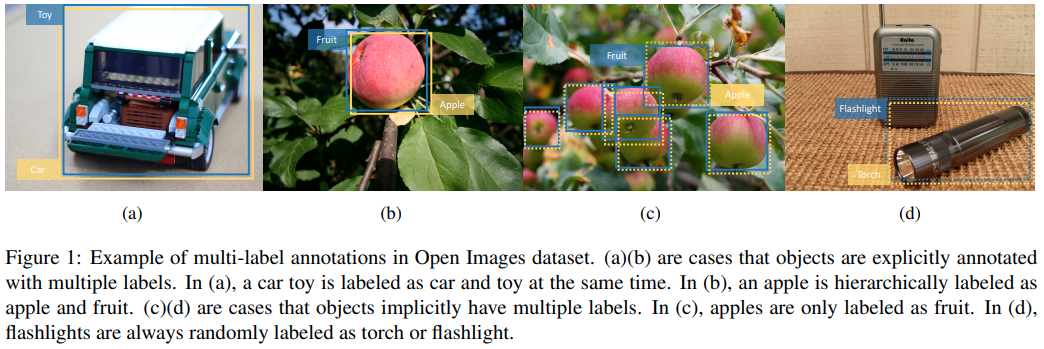 Toy
Car
Fruit
Apple
Fruit
Apple
Kaito
Flashlight
Torch
(a)
(b)
(c)
(d)
Figure 1: Example of multi-label annotations in Open Images dataset. (a)(b) are cases that objects are explicitly annotated
with multiple labels. In (a), a car toy is labeled as car and toy at the same time. In (b), an apple is hierarchically labeled as
apple and fruit. (c)(d) are cases that objects implicitly have multiple labels. In (c), apples are only labeled as fruit. In (d),
flashlights are always randomly labeled as torch or flashlight.